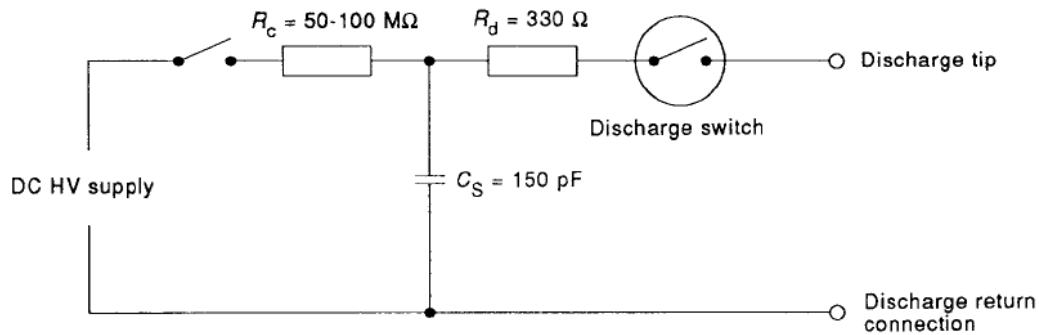 R_c = 50-100 MΩ
R_d = 330 Ω
Discharge tip
Discharge switch
DC HV supply
C_S = 150 pF
Discharge return
connection